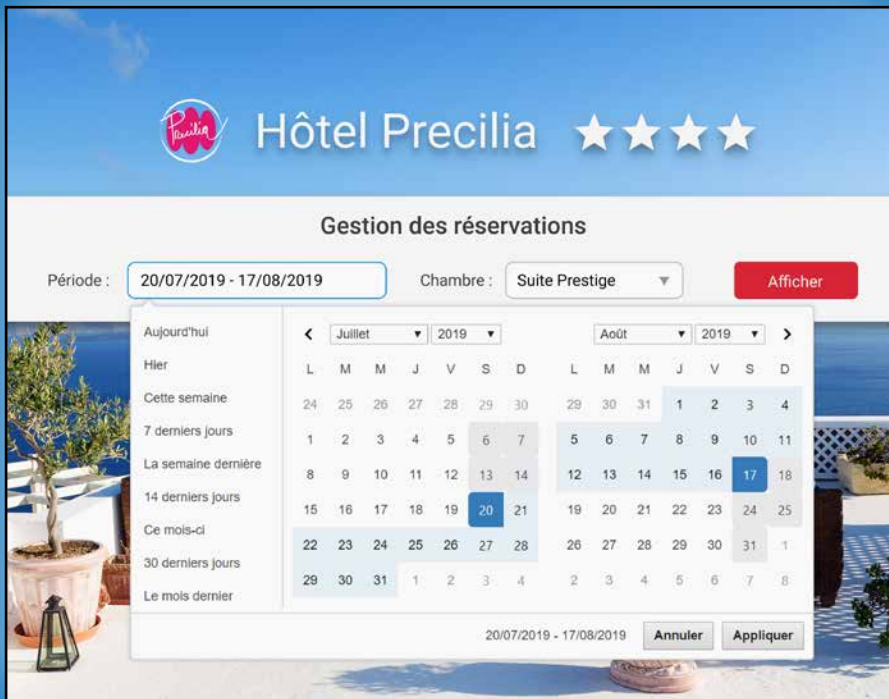 Precilia
Hôtel Precilia
Gestion des réservations
Période : 20/07/2019 - 17/08/2019 Chambre : Suite Prestige Afficher
Aujourd'hui
Hier
Cette semaine
7 derniers jours
La semaine dernière
14 derniers jours
Ce mois-ci
30 derniers jours
Le mois dernier
Juillet 2019
L M M J V S D
24 25 26 27 28 29 30
1 2 3 4 5 6 7
8 9 10 11 12 13 14
15 16 17 18 19 20 21
22 23 24 25 26 27 28
29 30 31 1 2 3 4
Août 2019
L M M J V S D
29 30 31 1 2 3 4
5 6 7 8 9 10 11
12 13 14 15 16 17 18
19 20 21 22 23 24 25
26 27 28 29 30 31 1
2 3 4 5 6 7 8
20/07/2019 - 17/08/2019 Annuler Appliquer